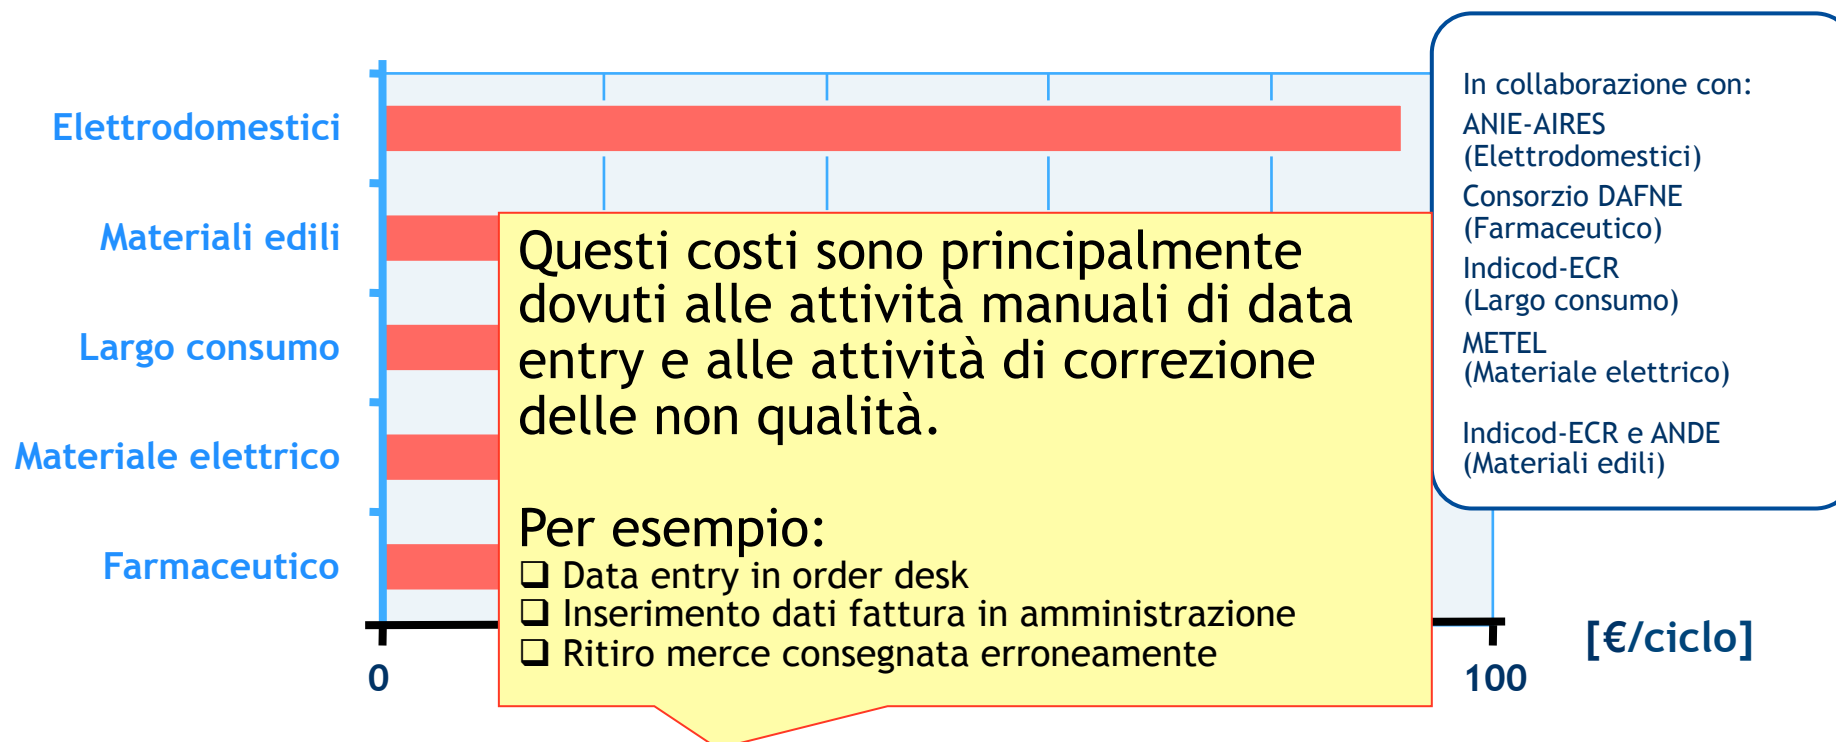 Elettrodomestici
Materiali edili
Largo consumo
Materiale elettrico
Farmaceutico
0
100
[€/ciclo]
Questi costi sono principalmente
dovuti alle attività manuali di data
entry e alle attività di correzione
delle non qualità.
Per esempio:
❑ Data entry in order desk
❑ Inserimento dati fattura in amministrazione
❑ Ritiro merce consegnata erroneamente
In collaborazione con:
ANIE-AIRES
(Elettrodomestici)
Consorzio DAFNE
(Farmaceutico)
Indicod-ECR
(Largo consumo)
METEL
(Materiale elettrico)
Indicod-ECR e ANDE
(Materiali edili)